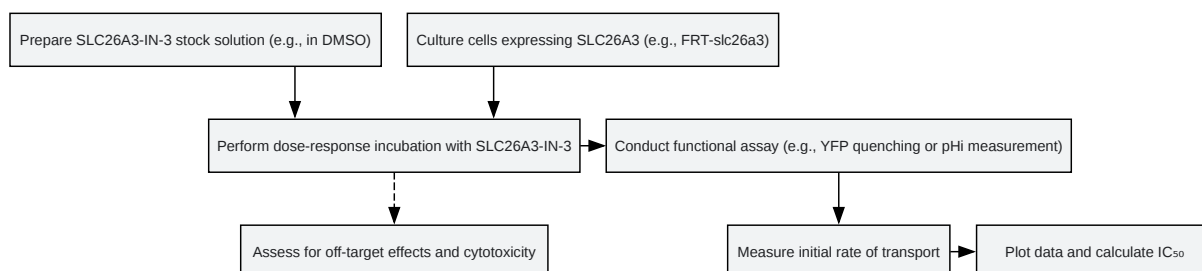 Prepare SLC26A3-IN-3 stock solution (e.g., in DMSO)
Culture cells expressing SLC26A3 (e.g., FRT-slc26a3)
Perform dose-response incubation with SLC26A3-IN-3
Conduct functional assay (e.g., YFP quenching or pHi measurement)
Assess for off-target effects and cytotoxicity
Measure initial rate of transport
Plot data and calculate IC₅₀